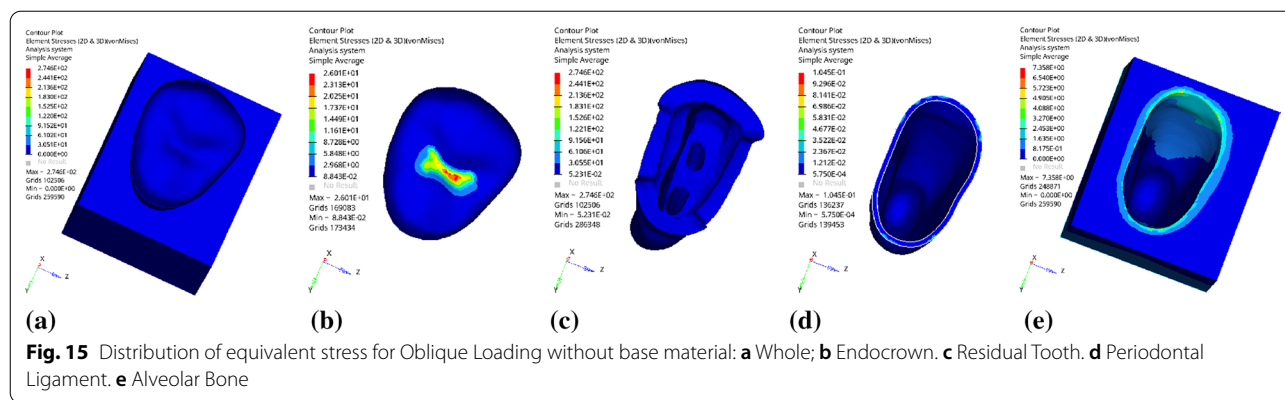 Contour Plot
Element Stresses (2D & 3D)(vonMises)
Analysis system
Simple Average
2.746E+02
2.441E+02
2.136E+02
1.830E+02
1.525E+02
1.220E+02
9.152E+01
6.102E+01
3.051E+01
0.000E+00
No Result
Max = 2.746E+02
Grids 102506
Min = 0.000E+00
Grids 259590
X
Z
Y
(a)
Contour Plot
Element Stresses (2D & 3D)(vonMises)
Analysis system
Simple Average
2.601E+01
2.313E+01
2.025E+01
1.737E+01
1.449E+01
1.161E+01
8.728E+00
5.848E+00
2.968E+00
8.843E-02
No Result
Max = 2.601E+01
Grids 169083
Min = 8.843E-02
Grids 173434
X
Z
Y
(b)
Contour Plot
Element Stresses (2D & 3D)(vonMises)
Analysis system
Simple Average
2.746E+02
2.441E+02
2.136E+02
1.831E+02
1.526E+02
1.221E+02
9.156E+01
6.106E+01
3.055E+01
5.231E-02
No Result
Max = 2.746E+02
Grids 102506
Min = 5.231E-02
Grids 286348
X
Z
Y
(c)
Contour Plot
Element Stresses (2D & 3D)(vonMises)
Analysis system
Simple Average
1.045E-01
9.296E-02
8.141E-02
6.986E-02
5.831E-02
4.677E-02
3.522E-02
2.367E-02
1.212E-02
5.750E-04
No Result
Max = 1.045E-01
Grids 136237
Min = 5.750E-04
Grids 139453
X
Z
Y
(d)
Contour Plot
Element Stresses (2D & 3D)(vonMises)
Analysis system
Simple Average
7.358E+00
6.540E+00
5.723E+00
4.905E+00
4.088E+00
3.270E+00
2.453E+00
1.635E+00
8.175E-01
0.000E+00
No Result
Max = 7.358E+00
Grids 248871
Min = 0.000E+00
Grids 259590
X
Z
Y
(e)
Fig. 15 Distribution of equivalent stress for Oblique Loading without base material: a Whole; b Endocrown. c Residual Tooth. d Periodontal
Ligament. e Alveolar Bone